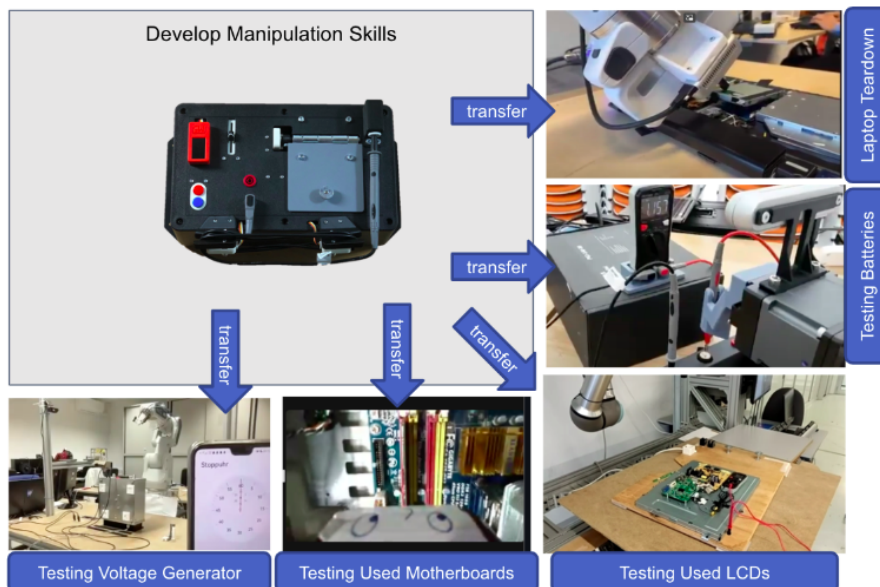 Develop Manipulation Skills
transfer
Laptop Teardown
transfer
Testing Batteries
transfer
transfer
transfer
Stoppuhr
Testing Voltage Generator
Testing Used Motherboards
Testing Used LCDs